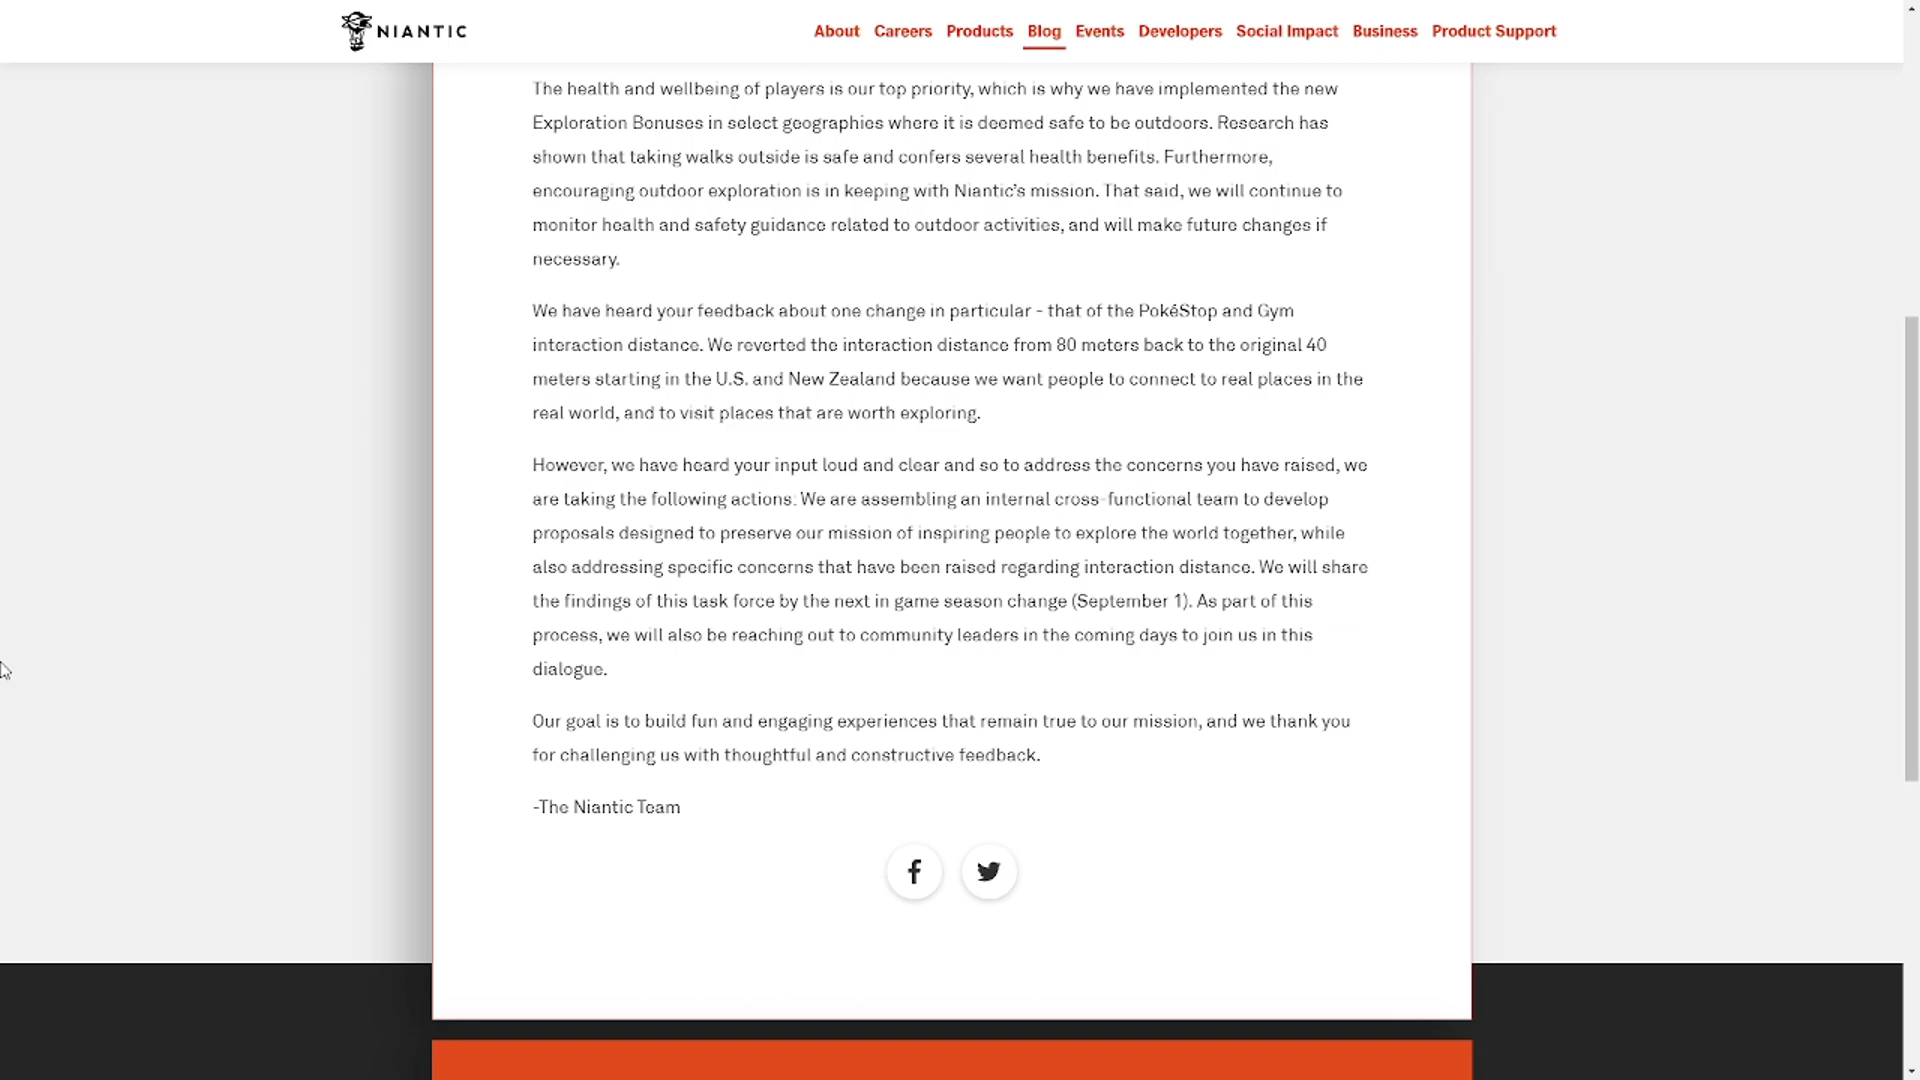 NIANTIC
About Careers Products Blog Events Developers Social Impact Business Product Support
The health and wellbeing of players is our top priority, which is why we have implemented the new
Exploration Bonuses in select geographies where it is deemed safe to be outdoors. Research has
shown that taking walks outside is safe and confers several health benefits. Furthermore,
encouraging outdoor exploration is in keeping with Niantic's mission. That said, we will continue to
monitor health and safety guidance related to outdoor activities, and will make future changes if
necessary.
We have heard your feedback about one change in particular - that of the PokéStop and Gym
interaction distance. We reverted the interaction distance from 80 meters back to the original 40
meters starting in the U.S. and New Zealand because we want people to connect to real places in the
real world, and to visit places that are worth exploring.
However, we have heard your input loud and clear and so to address the concerns you have raised, we
are taking the following actions: We are assembling an internal cross-functional team to develop
proposals designed to preserve our mission of inspiring people to explore the world together, while
also addressing specific concerns that have been raised regarding interaction distance. We will share
the findings of this task force by the next in game season change (September 1). As part of this
process, we will also be reaching out to community leaders in the coming days to join us in this
dialogue.
Our goal is to build fun and engaging experiences that remain true to our mission, and we thank you
for challenging us with thoughtful and constructive feedback.
-The Niantic Team